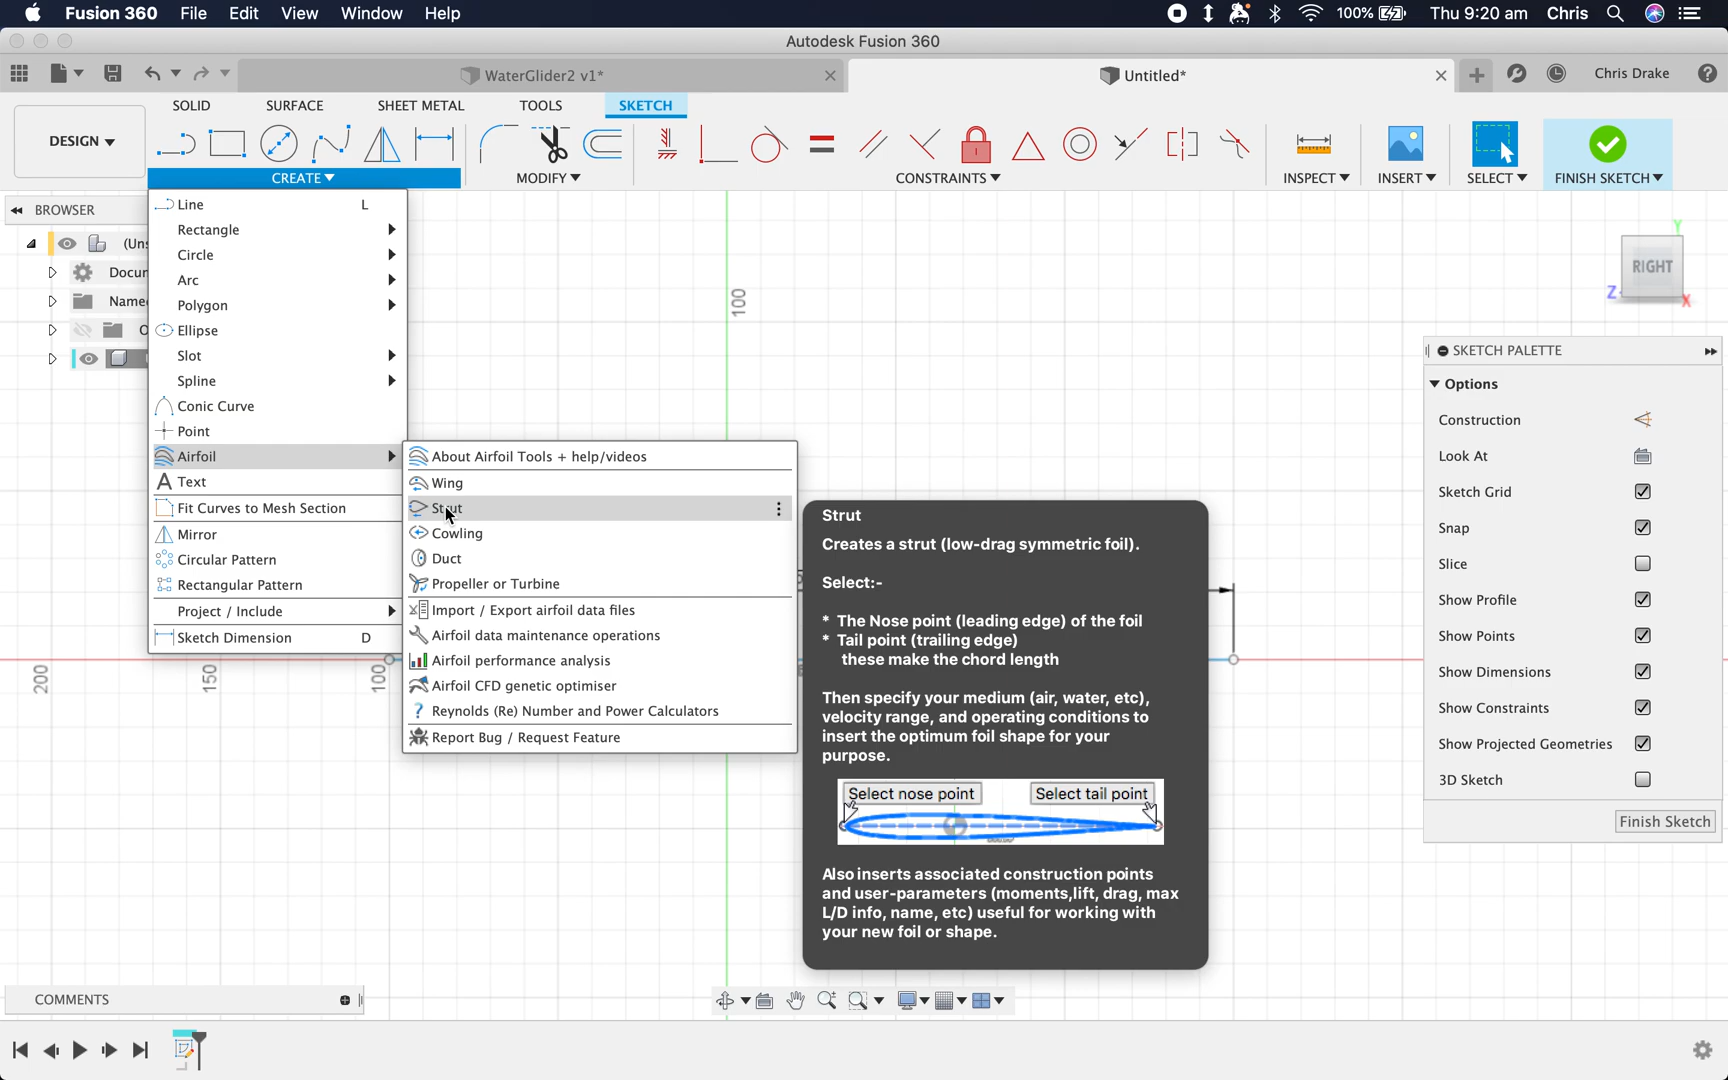 Fusion 360 File Edit View Window Help 100% Thu 9:20 am Chris
Autodesk Fusion 360
WaterGlider2 v1* Untitled* Chris Drake
SOLID SURFACE SHEET METAL TOOLS SKETCH
DESIGN
CREATE MODIFY CONSTRAINTS INSPECT INSERT SELECT FINISH SKETCH
BROWSER
(Uns
Docum
Name
O
Line L
Rectangle
Circle
Arc
Polygon
Ellipse
Slot
Spline
Conic Curve
Point
Airfoil
Text
Fit Curves to Mesh Section
Mirror
Circular Pattern
Rectangular Pattern
Project / Include
Sketch Dimension D
About Airfoil Tools + help/videos
Wing
Strut
Cowling
Duct
Propeller or Turbine
Import / Export airfoil data files
Airfoil data maintenance operations
Airfoil performance analysis
Airfoil CFD genetic optimiser
Reynolds (Re) Number and Power Calculators
Report Bug / Request Feature
Strut
Creates a strut (low-drag symmetric foil).
Select:-
* The Nose point (leading edge) of the foil
* Tail point (trailing edge)
these make the chord length
Then specify your medium (air, water, etc),
velocity range, and operating conditions to
insert the optimum foil shape for your
purpose.
Select nose point Select tail point
Also inserts associated construction points
and user-parameters (moments,lift, drag, max
L/D info, name, etc) useful for working with
your new foil or shape.
100
200
150
100
Y
RIGHT
Z
X
SKETCH PALETTE
Options
Construction
Look At
Sketch Grid
Snap
Slice
Show Profile
Show Points
Show Dimensions
Show Constraints
Show Projected Geometries
3D Sketch
Finish Sketch
COMMENTS